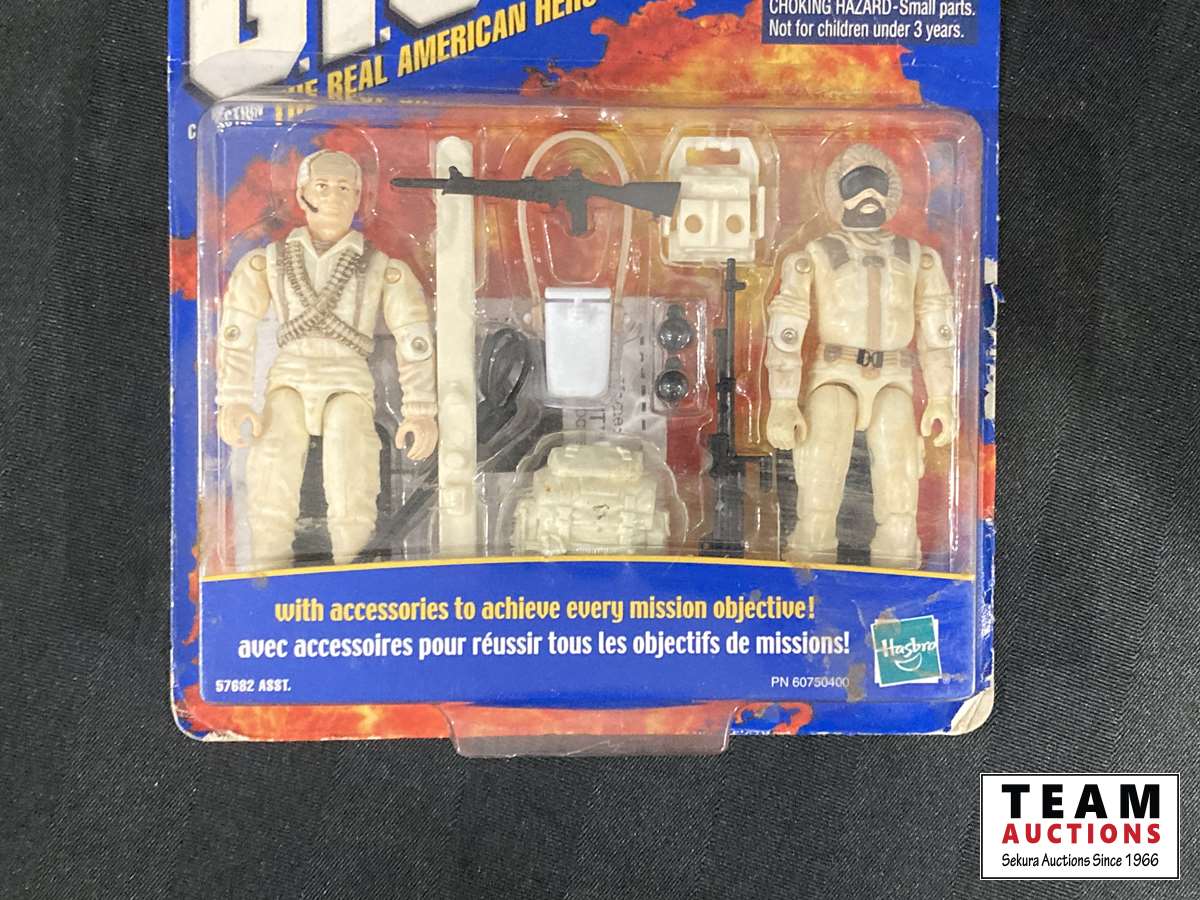 G.I.
THE REAL AMERICAN HERO
CHOKING HAZARD-Small parts.
Not for children under 3 years.
with accessories to achieve every mission objective!
avec accessoires pour réussir tous les objectifs de missions!
Hasbro
57682 ASST.
PN 60750400
TEAM
AUCTIONS
Sekura Auctions Since 1966